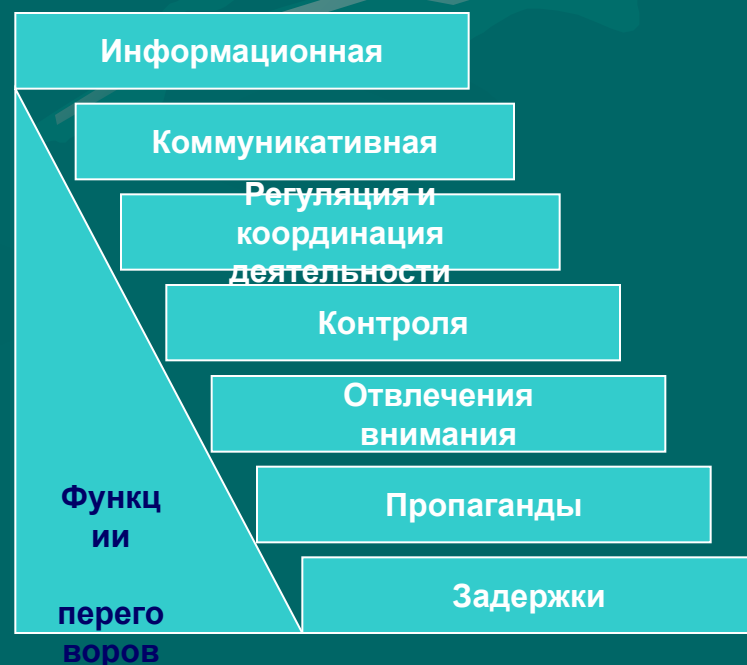 Информационная
Коммуникативная
Регуляция и
координация
деятельности
Контроля
Отвлечения
внимания
Пропаганды
Задержки
Функц
ии
перего
воров